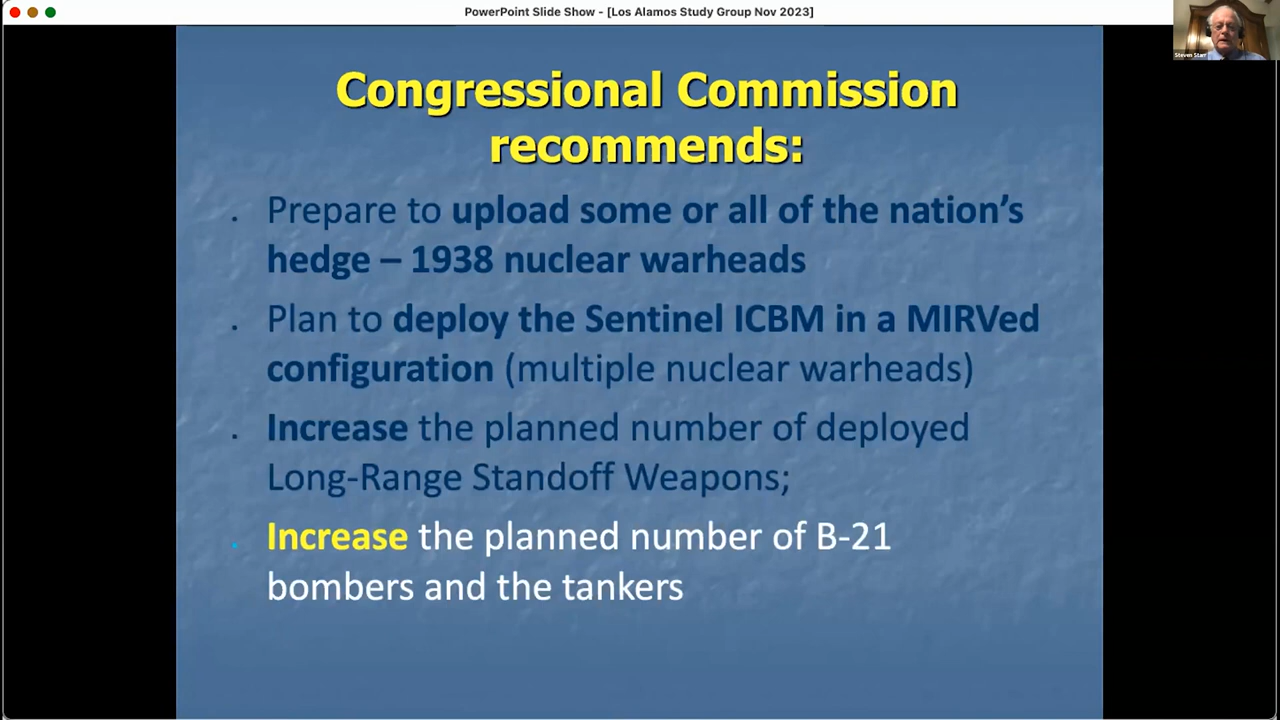 PowerPoint Slide Show - [Los Alamos Study Group Nov 2023]
Steven Starr
Congressional Commission
recommends:
. Prepare to upload some or all of the nation's
hedge – 1938 nuclear warheads
. Plan to deploy the Sentinel ICBM in a MIRVed
configuration (multiple nuclear warheads)
. Increase the planned number of deployed
Long-Range Standoff Weapons;
. Increase the planned number of B-21
bombers and the tankers